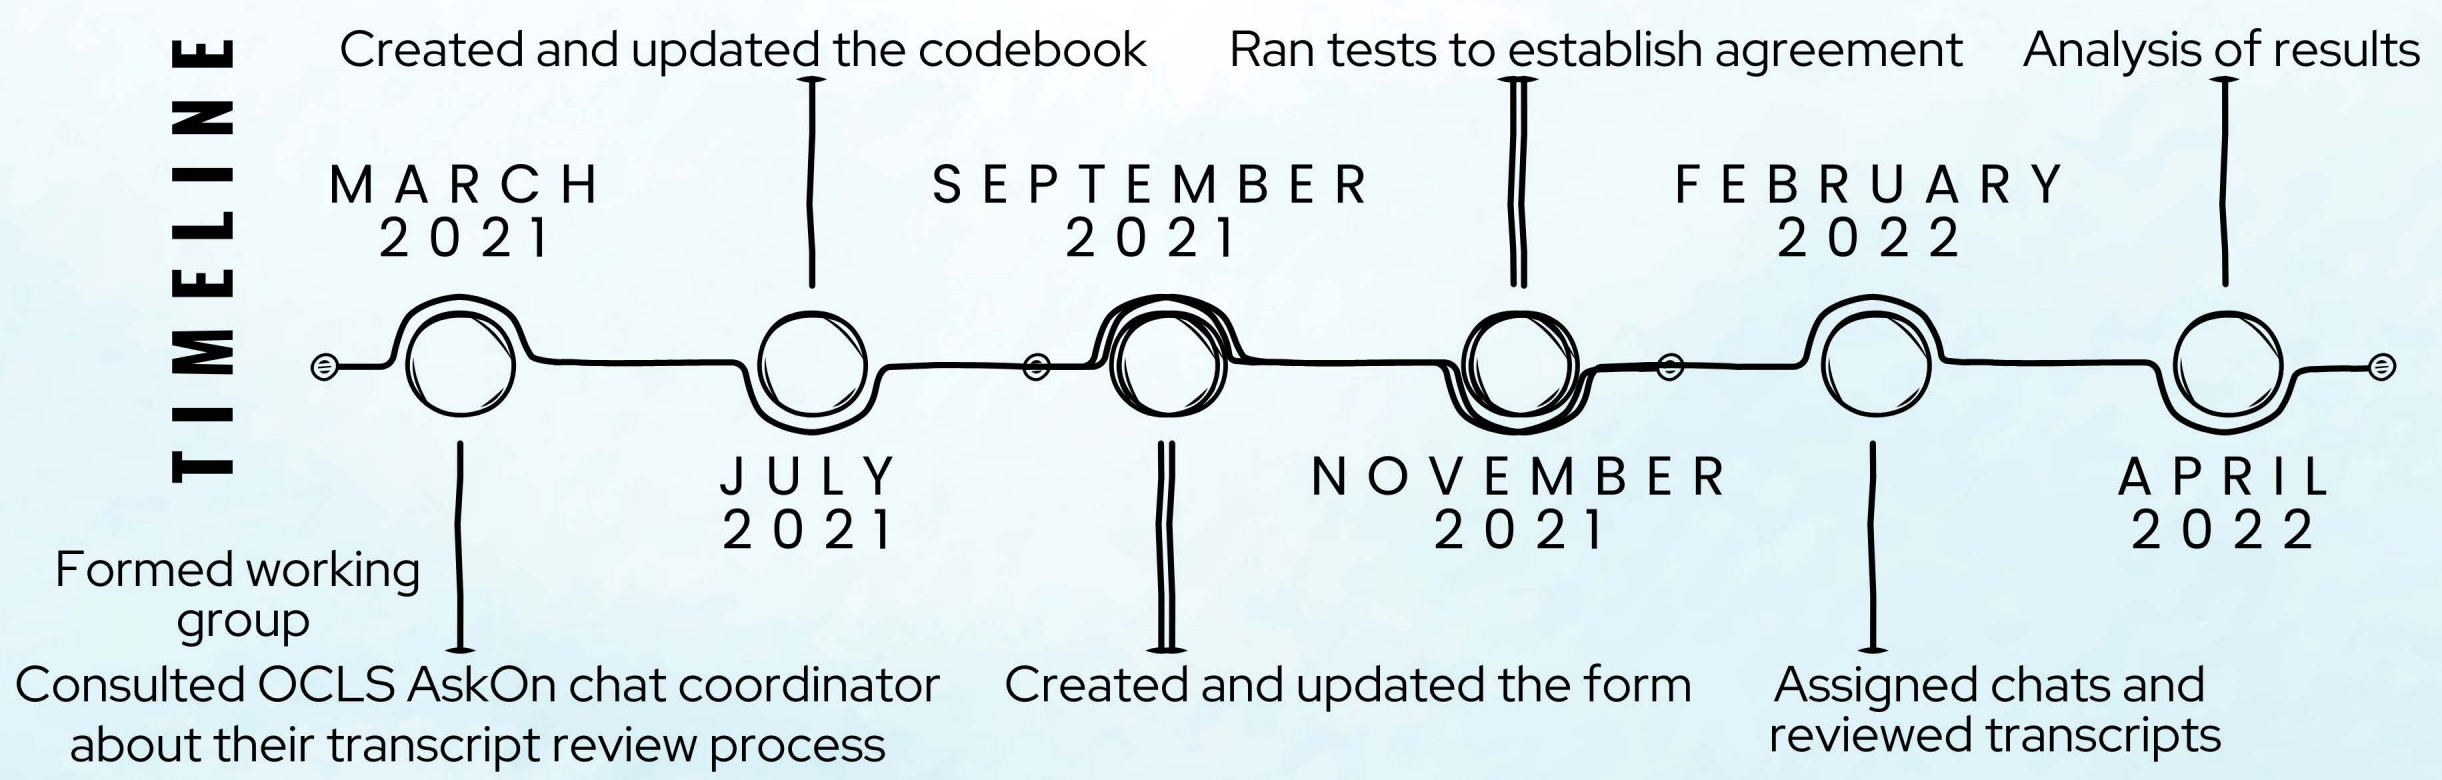 TIMELINE
Created and updated the codebook
Ran tests to establish agreement
Analysis of results
MARCH
2021
SEPTEMBER
2021
FEBRUARY
2022
JULY
2021
NOVEMBER
2021
APRIL
2022
Formed working
group
Consulted OCLS AskOn chat coordinator
about their transcript review process
Created and updated the form
Assigned chats and
reviewed transcripts